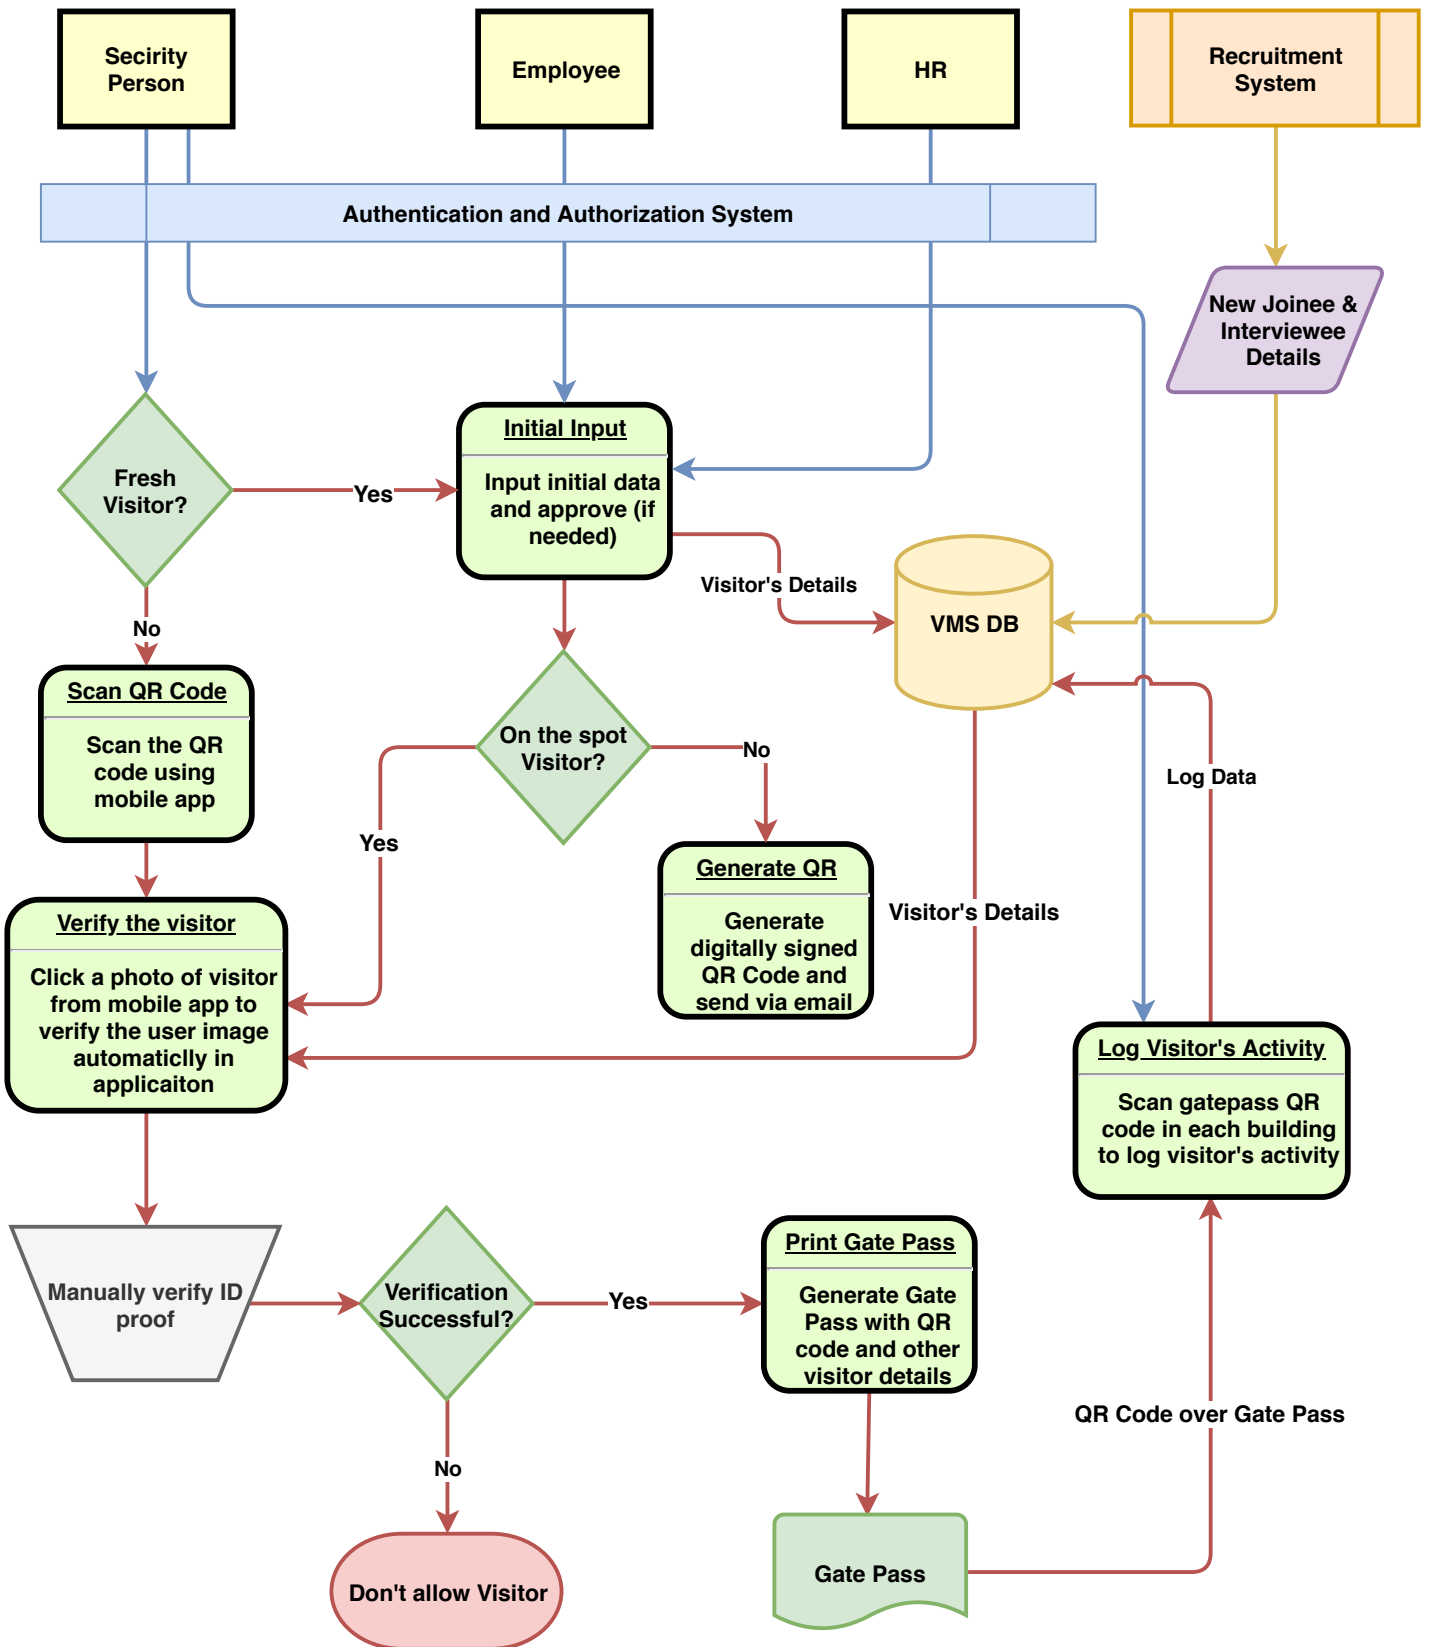 Secirity
Person
Employee
HR
Recruitment
System
Authentication and Authorization System
New Joinee &
Interviewee
Details
Fresh
Visitor?
Yes
Initial Input
Input initial data
and approve (if
needed)
Visitor's Details
VMS DB
No
Scan QR Code
Scan the QR
code using
mobile app
On the spot
Visitor?
No
Yes
Log Data
Generate QR
Generate
digitally signed
QR Code and
send via email
Visitor's Details
Verify the visitor
Click a photo of visitor
from mobile app to
verify the user image
automaticlly in
applicaiton
Log Visitor's Activity
Scan gatepass QR
code in each building
to log visitor's activity
Manually verify ID
proof
Verification
Successful?
Yes
Print Gate Pass
Generate Gate
Pass with QR
code and other
visitor details
QR Code over Gate Pass
No
Don't allow Visitor
Gate Pass